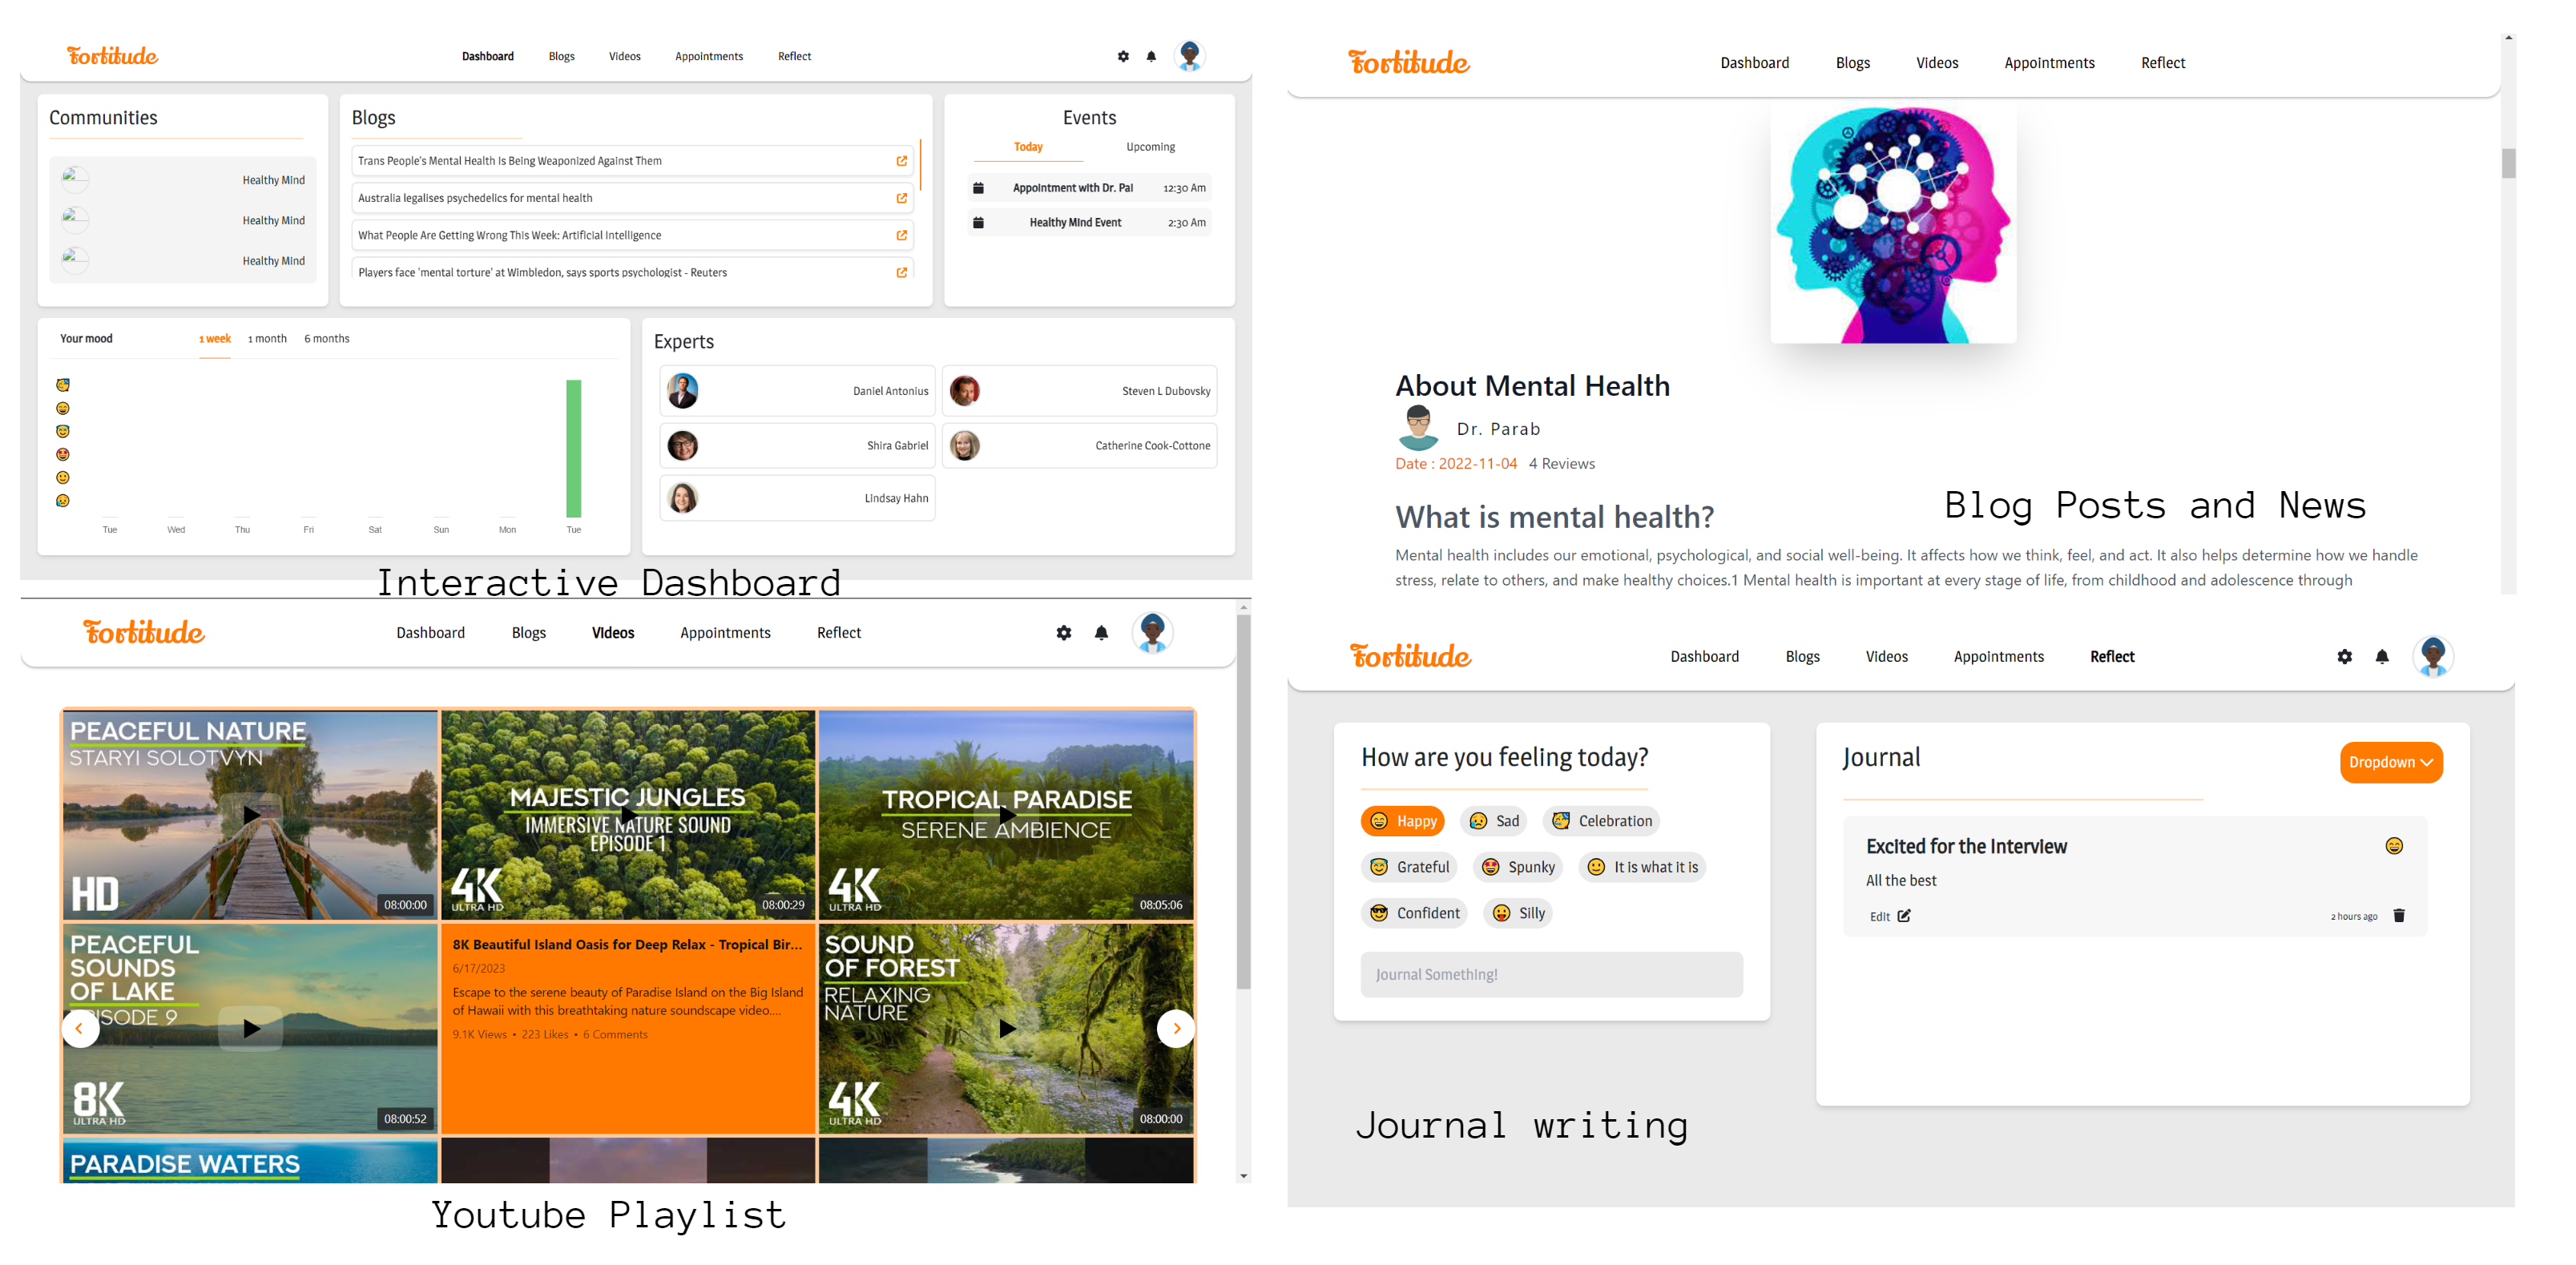 Fortitude
Dashboard Blogs Videos Appointments Reflect
Communities
Healthy Mind
Healthy Mind
Healthy Mind
Blogs
Trans People's Mental Health Is Being Weaponized Against Them
Australia legalises psychedelics for mental health
What People Are Getting Wrong This Week: Artificial Intelligence
Players face 'mental torture' at Wimbledon, says sports psychologist - Reuters
Events
Today Upcoming
Appointment with Dr. Pai 12:30 Am
Healthy Mind Event 2:30 Am
Your mood 1 week 1 month 6 months
Tue Wed Thu Fri Sat Sun Mon Tue
Experts
Daniel Antonius Steven L Dubovsky
Shira Gabriel Catherine Cook-Cottone
Lindsay Hahn
Interactive Dashboard
Fortitude
Dashboard Blogs Videos Appointments Reflect
About Mental Health
Dr. Parab
Date : 2022-11-04 4 Reviews
What is mental health?
Blog Posts and News
Mental health includes our emotional, psychological, and social well-being. It affects how we think, feel, and act. It also helps determine how we handle
stress, relate to others, and make healthy choices.1 Mental health is important at every stage of life, from childhood and adolescence through
Fortitude
Dashboard Blogs Videos Appointments Reflect
PEACEFUL NATURE
STARYI SOLOTVYN
HD
08:00:00
MAJESTIC JUNGLES
IMMERSIVE NATURE SOUND
EPISODE 1
4K
ULTRA HD
08:00:29
TROPICAL PARADISE
SERENE AMBIENCE
4K
ULTRA HD
08:05:06
PEACEFUL
SOUNDS
OF LAKE
EPISODE 9
8K
ULTRA HD
08:00:52
8K Beautiful Island Oasis for Deep Relax - Tropical Bir...
6/17/2023
Escape to the serene beauty of Paradise Island on the Big Island
of Hawaii with this breathtaking nature soundscape video....
9.1K Views • 223 Likes • 6 Comments
SOUND
OF FOREST
RELAXING
NATURE
4K
ULTRA HD
08:00:00
PARADISE WATERS
Youtube Playlist
Fortitude
Dashboard Blogs Videos Appointments Reflect
How are you feeling today?
Happy Sad Celebration
Grateful Spunky It is what it is
Confident Silly
Journal Something!
Journal
Dropdown
Excited for the Interview
All the best
Edit 2 hours ago
Journal writing